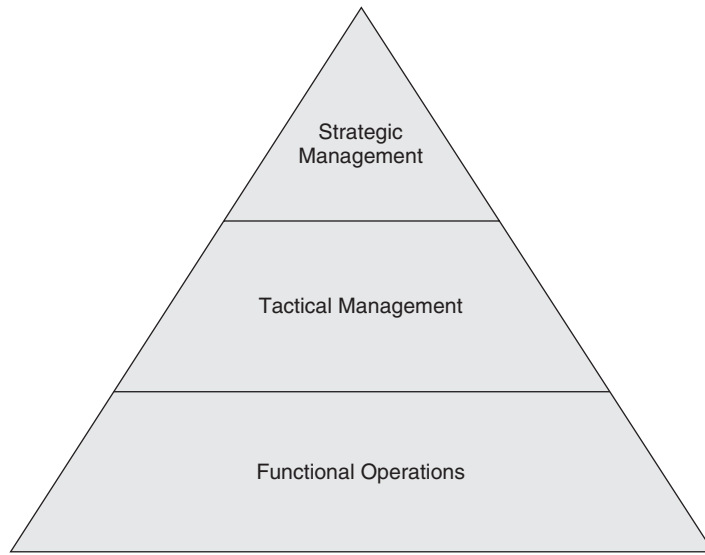 Strategic
Management
Tactical Management
Functional Operations